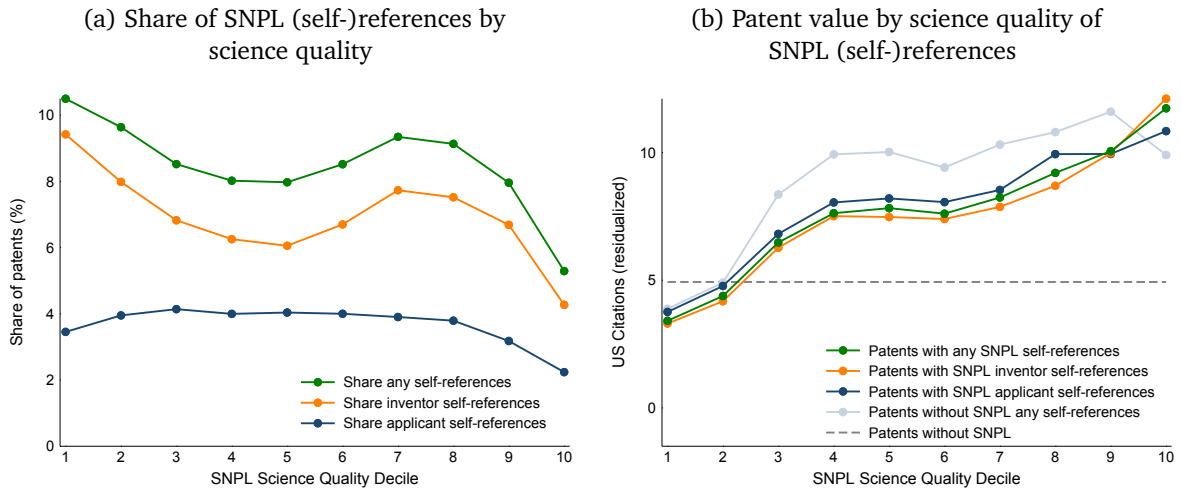 (a) Share of SNPL (self-)references by
science quality
Share of patents (%)
10
8
6
4
2
0
Share any self-references
Share inventor self-references
Share applicant self-references
1 2 3 4 5 6 7 8 9 10
SNPL Science Quality Decile
(b) Patent value by science quality of
SNPL (self-)references
US Citations (residualized)
10
5
0
Patents with any SNPL self-references
Patents with SNPL inventor self-references
Patents with SNPL applicant self-references
Patents without SNPL any self-references
Patents without SNPL
1 2 3 4 5 6 7 8 9 10
SNPL Science Quality Decile